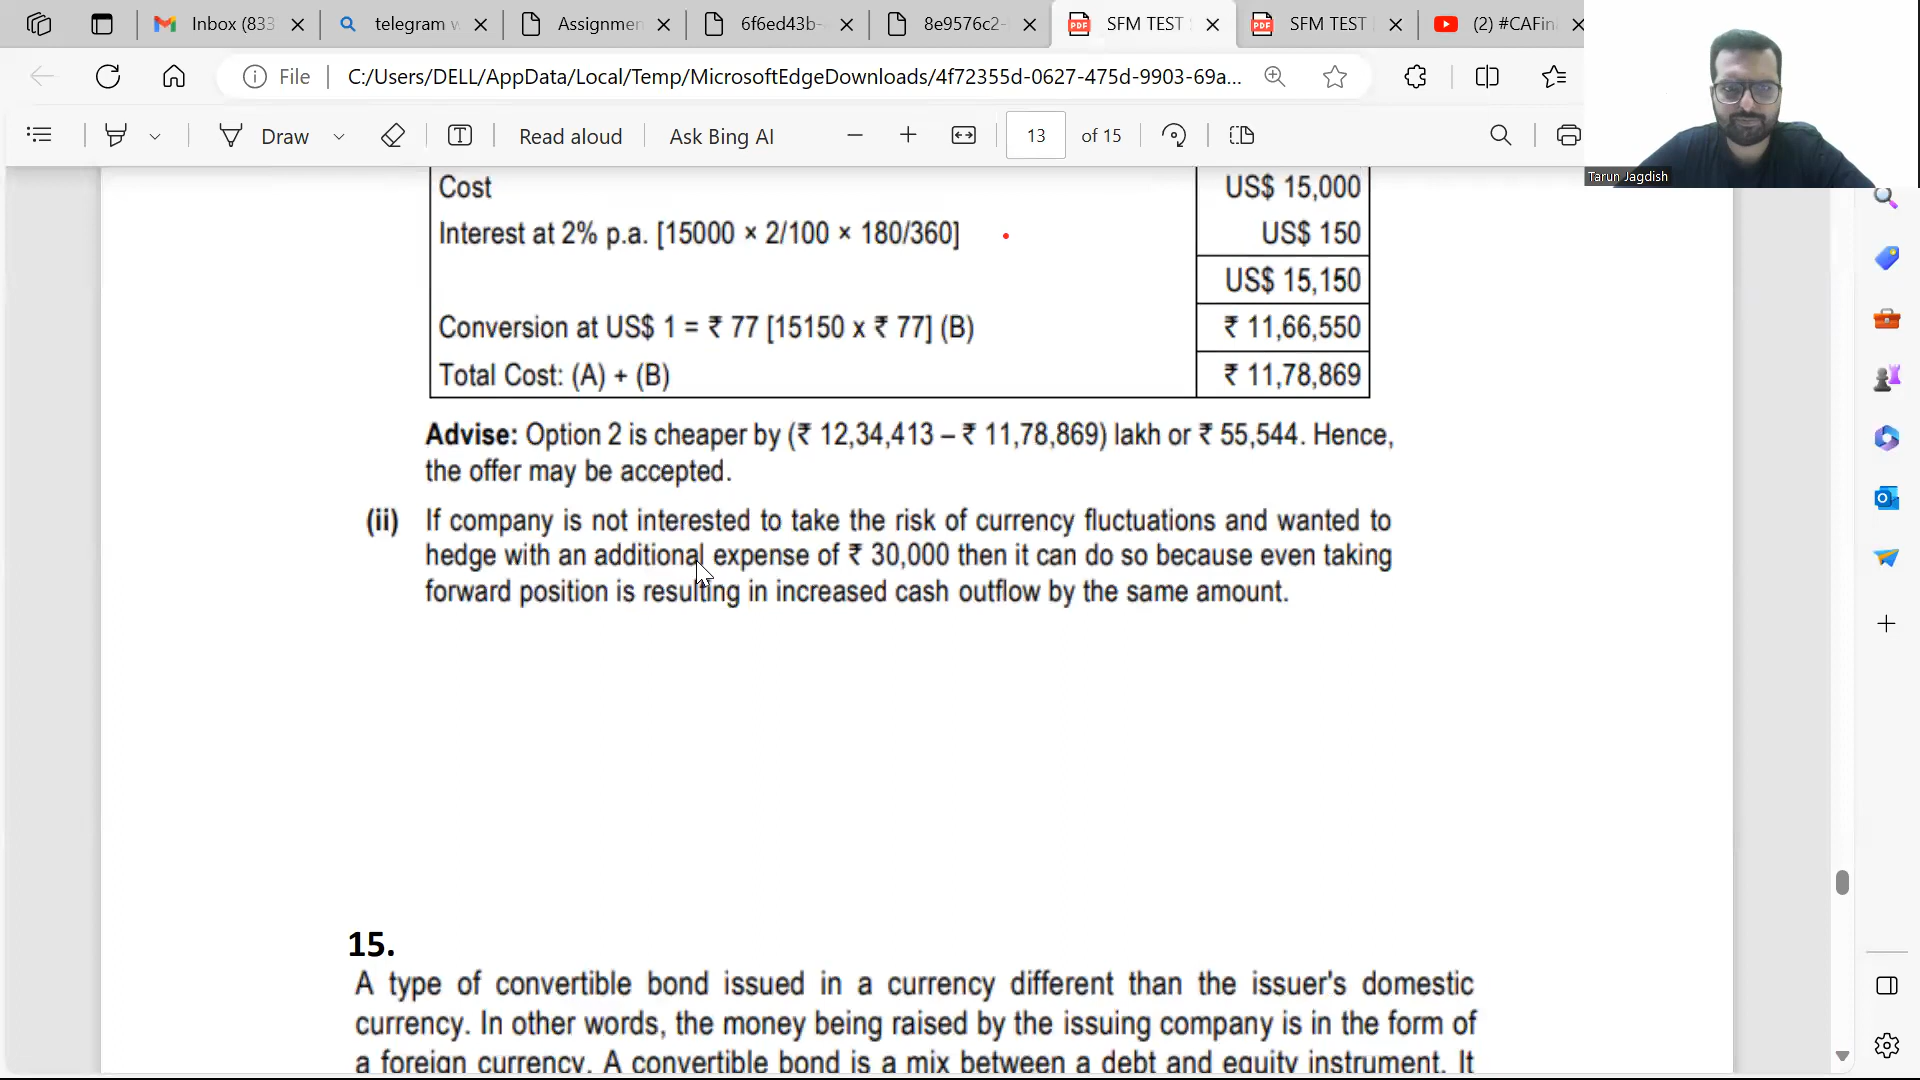 Inbox (833
telegram w
Assignmen
6f6ed43b-
8e9576c2-
SFM TEST
SFM TEST
(2) #CAFin
File
C:/Users/DELL/AppData/Local/Temp/MicrosoftEdgeDownloads/4f72355d-0627-475d-9903-69a...
Draw
Read aloud
Ask Bing AI
13 of 15
Tarun Jagdish
Cost US$ 15,000
Interest at 2% p.a. [15000 × 2/100 × 180/360] US$ 150
US$ 15,150
Conversion at US$ 1 = ₹ 77 [15150 x ₹ 77] (B) ₹ 11,66,550
Total Cost: (A) + (B) ₹ 11,78,869
Advise: Option 2 is cheaper by (₹ 12,34,413 – ₹ 11,78,869) lakh or ₹ 55,544. Hence,
the offer may be accepted.
(ii) If company is not interested to take the risk of currency fluctuations and wanted to
hedge with an additional expense of ₹ 30,000 then it can do so because even taking
forward position is resulting in increased cash outflow by the same amount.
15.
A type of convertible bond issued in a currency different than the issuer's domestic
currency. In other words, the money being raised by the issuing company is in the form of
a foreign currency. A convertible bond is a mix between a debt and equity instrument. It